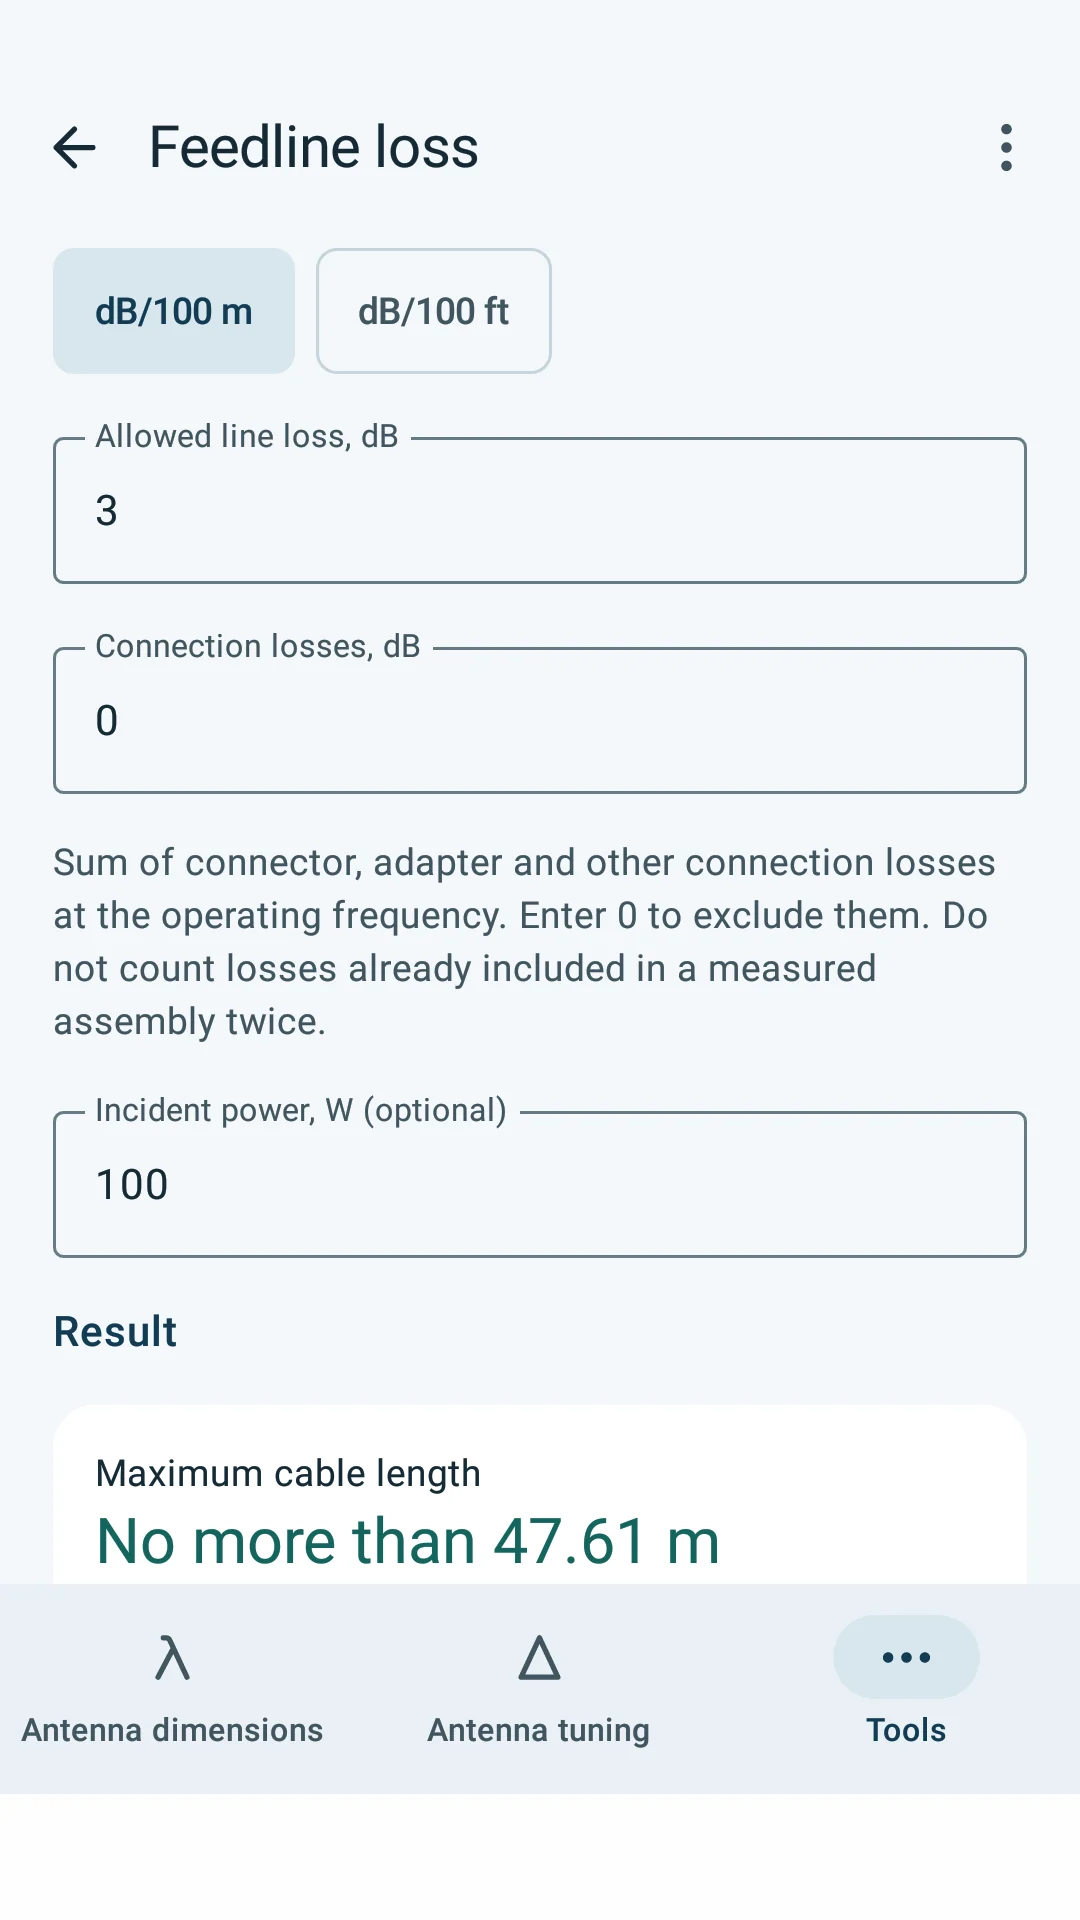 Feedline loss
dB/100 m
dB/100 ft
Allowed line loss, dB
3
Connection losses, dB
0
Sum of connector, adapter and other connection losses
at the operating frequency. Enter 0 to exclude them. Do
not count losses already included in a measured
assembly twice.
Incident power, W (optional)
100
Result
Maximum cable length
No more than 47.61 m
λ
Δ
Antenna dimensions
Antenna tuning
Tools